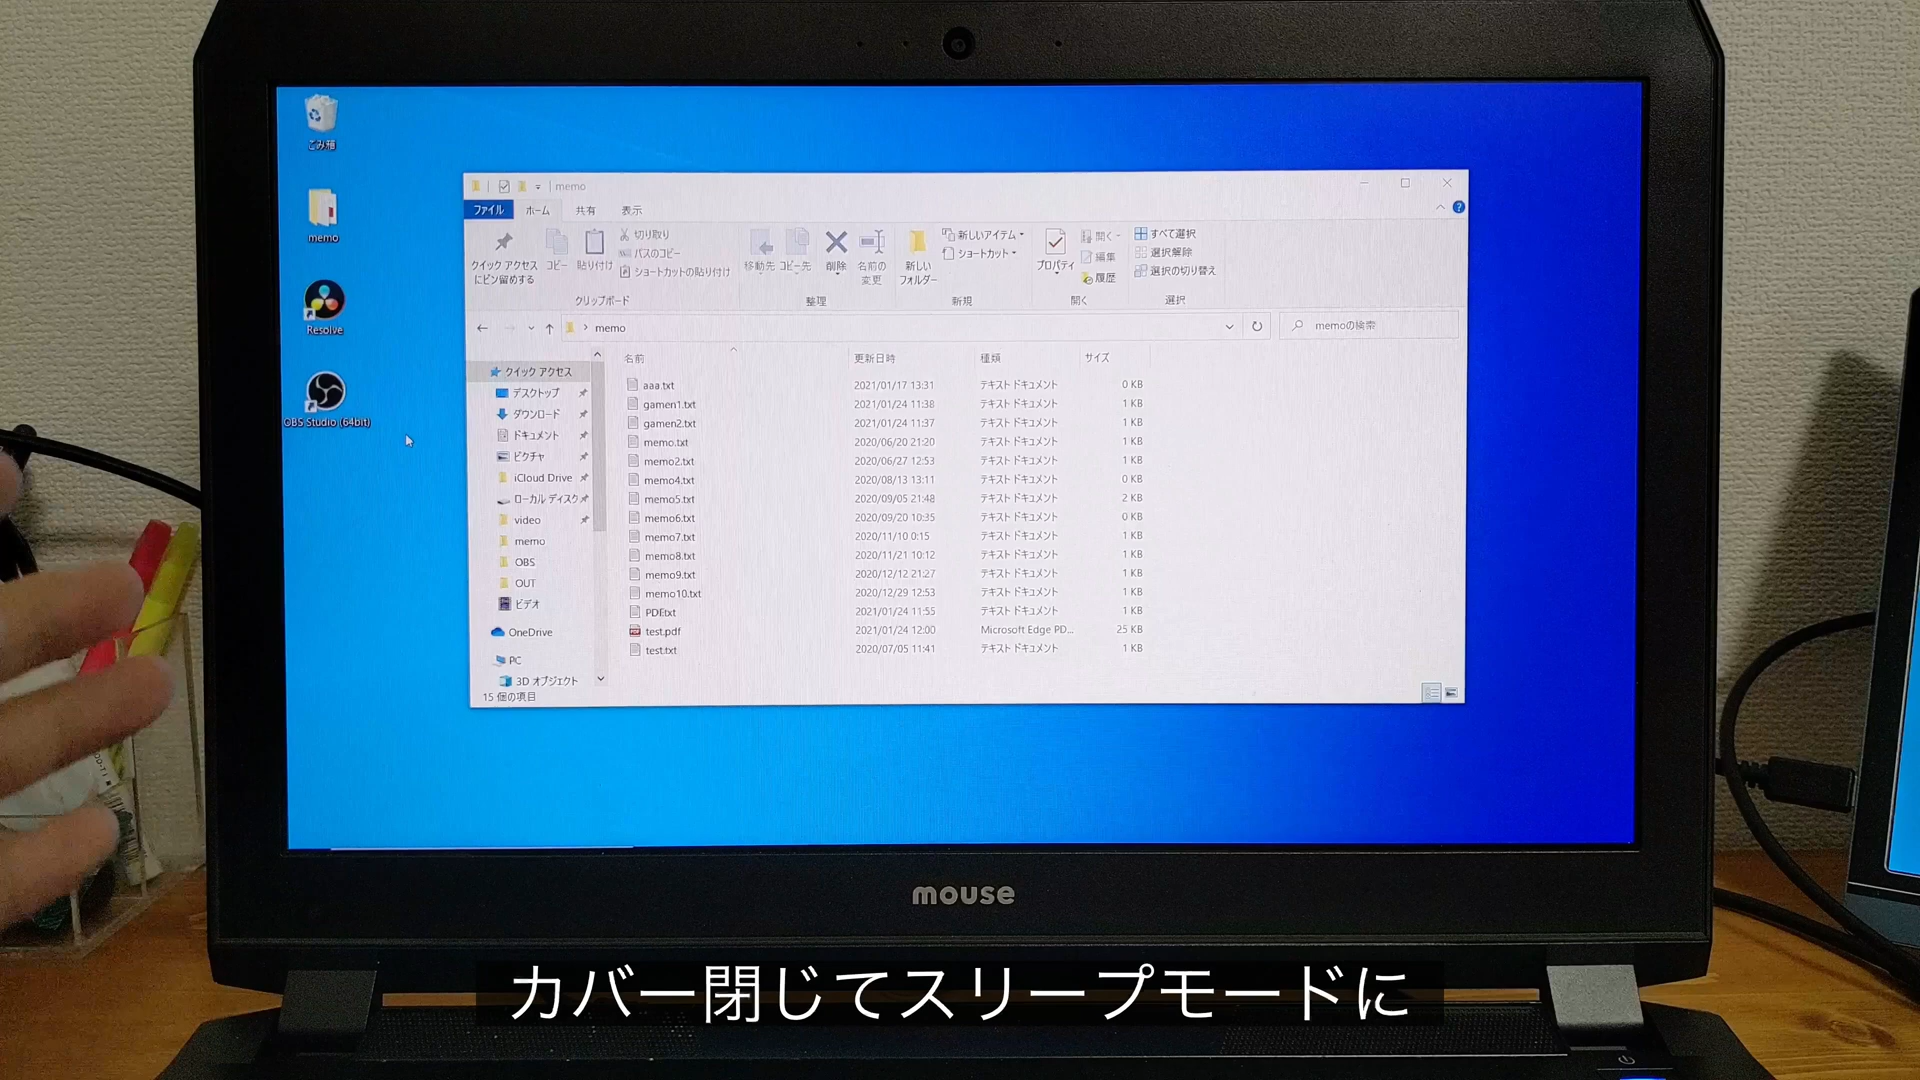 ごみ箱
memo
Resolve
OBS Studio (64bit)
memo
ファイル ホーム 共有 表示
クイック アクセス
にピン留めする
コピー
貼り付け
切り取り
パスのコピー
ショートカットの貼り付け
クリップボード
移動先 コピー先 削除 名前の
変更
整理
新しい
フォルダー
新しいアイテム
ショートカット
新規
プロパティ
開く
編集
履歴
開く
すべて選択
選択解除
選択の切り替え
選択
memo
memoの検索
クイック アクセス
デスクトップ
ダウンロード
ドキュメント
ピクチャ
iCloud Drive
ローカル ディスク
video
memo
OBS
OUT
ビデオ
OneDrive
PC
3D オブジェクト
15 個の項目
名前 更新日時 種類 サイズ
aaa.txt 2021/01/17 13:31 テキスト ドキュメント 0 KB
gamen1.txt 2021/01/24 11:38 テキスト ドキュメント 1 KB
gamen2.txt 2021/01/24 11:37 テキスト ドキュメント 1 KB
memo.txt 2020/06/20 21:20 テキスト ドキュメント 1 KB
memo2.txt 2020/06/27 12:53 テキスト ドキュメント 1 KB
memo4.txt 2020/08/13 13:11 テキスト ドキュメント 0 KB
memo5.txt 2020/09/05 21:48 テキスト ドキュメント 2 KB
memo6.txt 2020/09/20 10:35 テキスト ドキュメント 0 KB
memo7.txt 2020/11/10 0:15 テキスト ドキュメント 1 KB
memo8.txt 2020/11/21 10:12 テキスト ドキュメント 1 KB
memo9.txt 2020/12/12 21:27 テキスト ドキュメント 1 KB
memo10.txt 2020/12/29 12:53 テキスト ドキュメント 1 KB
PDF.txt 2021/01/24 11:55 テキスト ドキュメント 1 KB
test.pdf 2021/01/24 12:00 Microsoft Edge PD... 25 KB
test.txt 2020/07/05 11:41 テキスト ドキュメント 1 KB
mouse
カバー閉じてスリープモードに